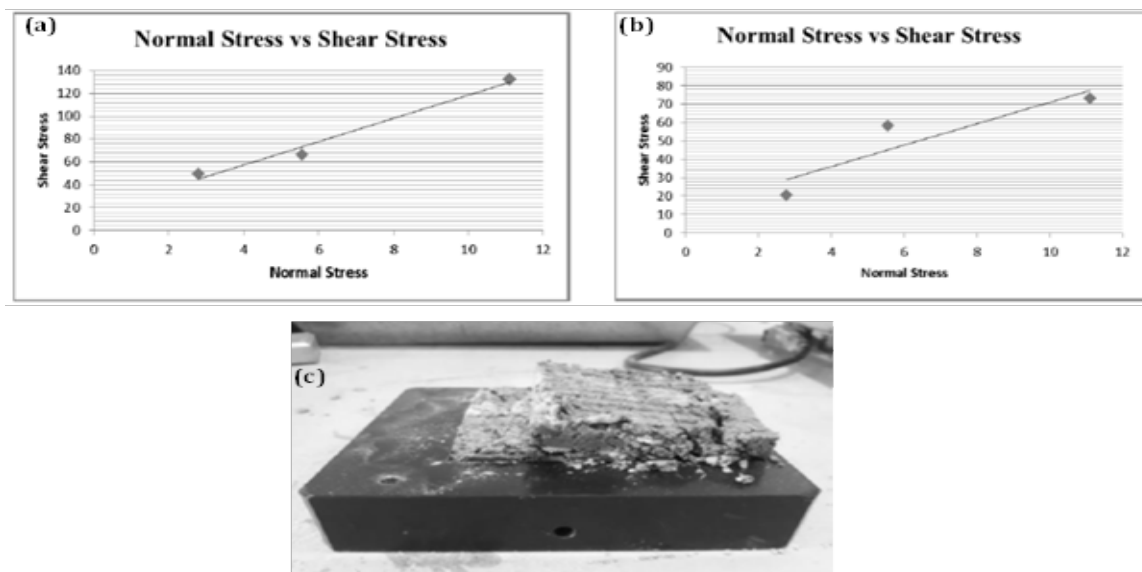 (a)
Normal Stress vs Shear Stress
140
120
100
80
60
40
20
0
Shear Stress
0 2 4 6 8 10 12
Normal Stress
(b)
Normal Stress vs Shear Stress
90
80
70
60
50
40
30
20
10
0
Shear Stress
0 2 4 6 8 10 12
Normal Stress
(c)